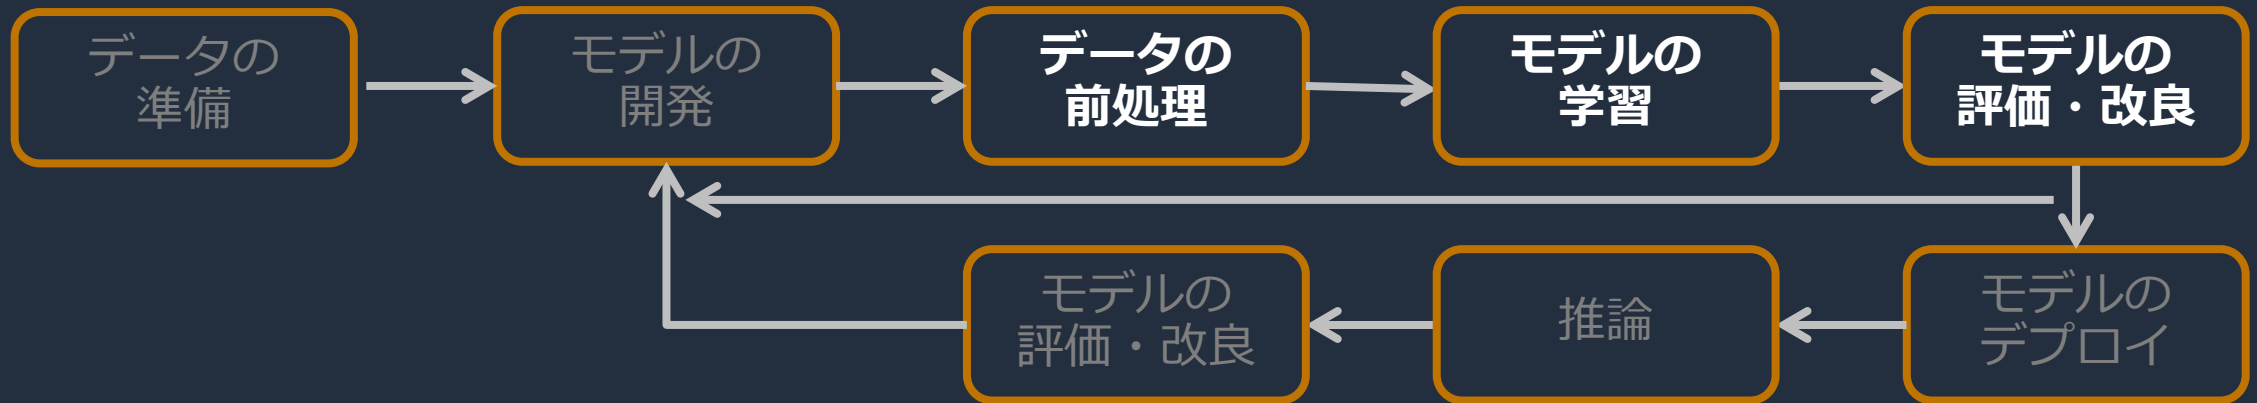 データの
準備
モデルの
開発
データの
前処理
モデルの
学習
モデルの
評価・改良
モデルの
評価・改良
推論
モデルの
デプロイ